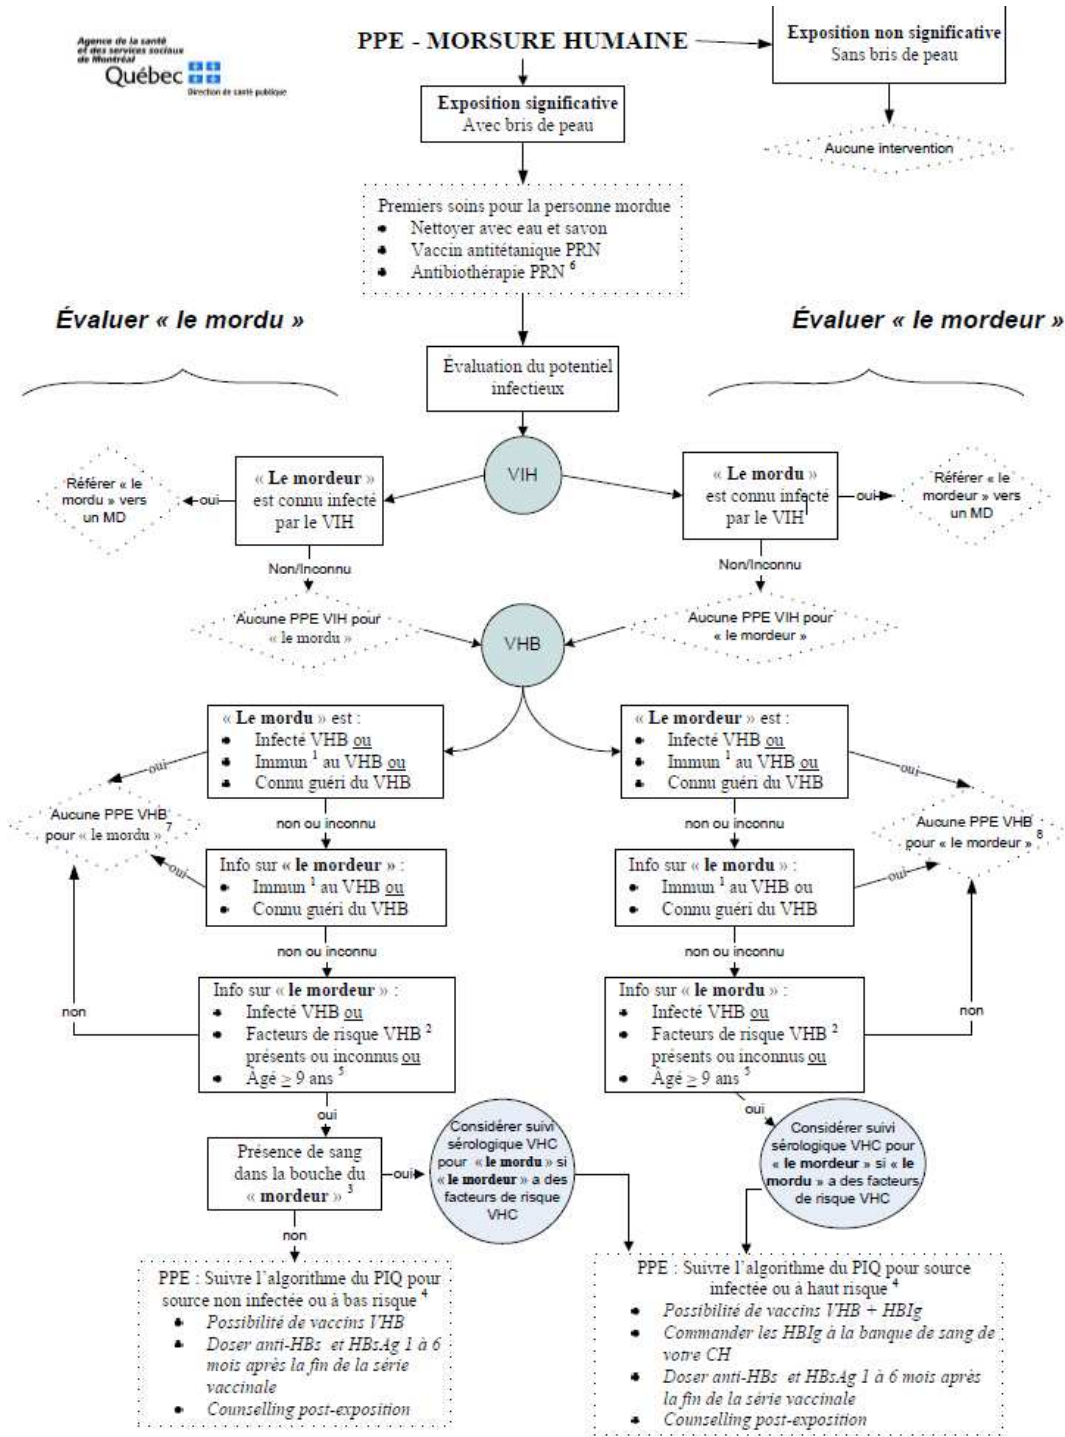 Agence de la santé
et des services sociaux
de Montréal
Québec
Direction de santé publique
PPE - MORSURE HUMAINE
Exposition non significative
Sans bris de peau
Exposition significative
Avec bris de peau
Aucune intervention
Premiers soins pour la personne mordue
Nettoyer avec eau et savon
Vaccin antitétanique PRN
Antibiothérapie PRN 6
Évaluer « le mordu »
Évaluer « le mordeur »
Évaluation du potentiel
infectieux
VIH
« Le mordeur »
est connu infecté
par le VIH
oui
Référer « le
mordu » vers
un MD
« Le mordu »
est connu infecté
par le VIH
oui
Référer « le
mordeur » vers
un MD
Non/Inconnu
Non/Inconnu
Aucune PPE VIH pour
« le mordu »
Aucune PPE VIH pour
« le mordeur »
VHB
« Le mordu » est :
Infecté VHB ou
Immun 1 au VHB ou
Connu guéri du VHB
« Le mordeur » est :
Infecté VHB ou
Immun 1 au VHB ou
Connu guéri du VHB
oui
oui
Aucune PPE VHB
pour « le mordu » 7
Aucune PPE VHB
pour « le mordeur » 8
non ou inconnu
non ou inconnu
Info sur « le mordeur » :
Immun 1 au VHB ou
Connu guéri du VHB
Info sur « le mordu » :
Immun 1 au VHB ou
Connu guéri du VHB
oui
oui
non ou inconnu
non ou inconnu
Info sur « le mordeur » :
Infecté VHB ou
Facteurs de risque VHB 2
présents ou inconnus ou
Âgé ≥ 9 ans 5
Info sur « le mordu » :
Infecté VHB ou
Facteurs de risque VHB 2
présents ou inconnus ou
Âgé ≥ 9 ans 5
non
non
oui
oui
Présence de sang
dans la bouche du
« mordeur » 3
oui
Considérer suivi
sérologique VHC
pour « le mordu » si
« le mordeur » a des
facteurs de risque
VHC
Considérer suivi
sérologique VHC pour
« le mordeur » si « le
mordu » a des facteurs
de risque VHC
non
PPE : Suivre l'algorithme du PIQ pour
source non infectée ou à bas risque 4
Possibilité de vaccins VHB
Doser anti-HBs et HBsAg 1 à 6
mois après la fin de la série
vaccinale
Counselling post-exposition
PPE : Suivre l'algorithme du PIQ pour source
infectée ou à haut risque 4
Possibilité de vaccins VHB + HBIg
Commander les HBIg à la banque de sang de
votre CH
Doser anti-HBs et HBsAg 1 à 6 mois après
la fin de la série vaccinale
Counselling post-exposition